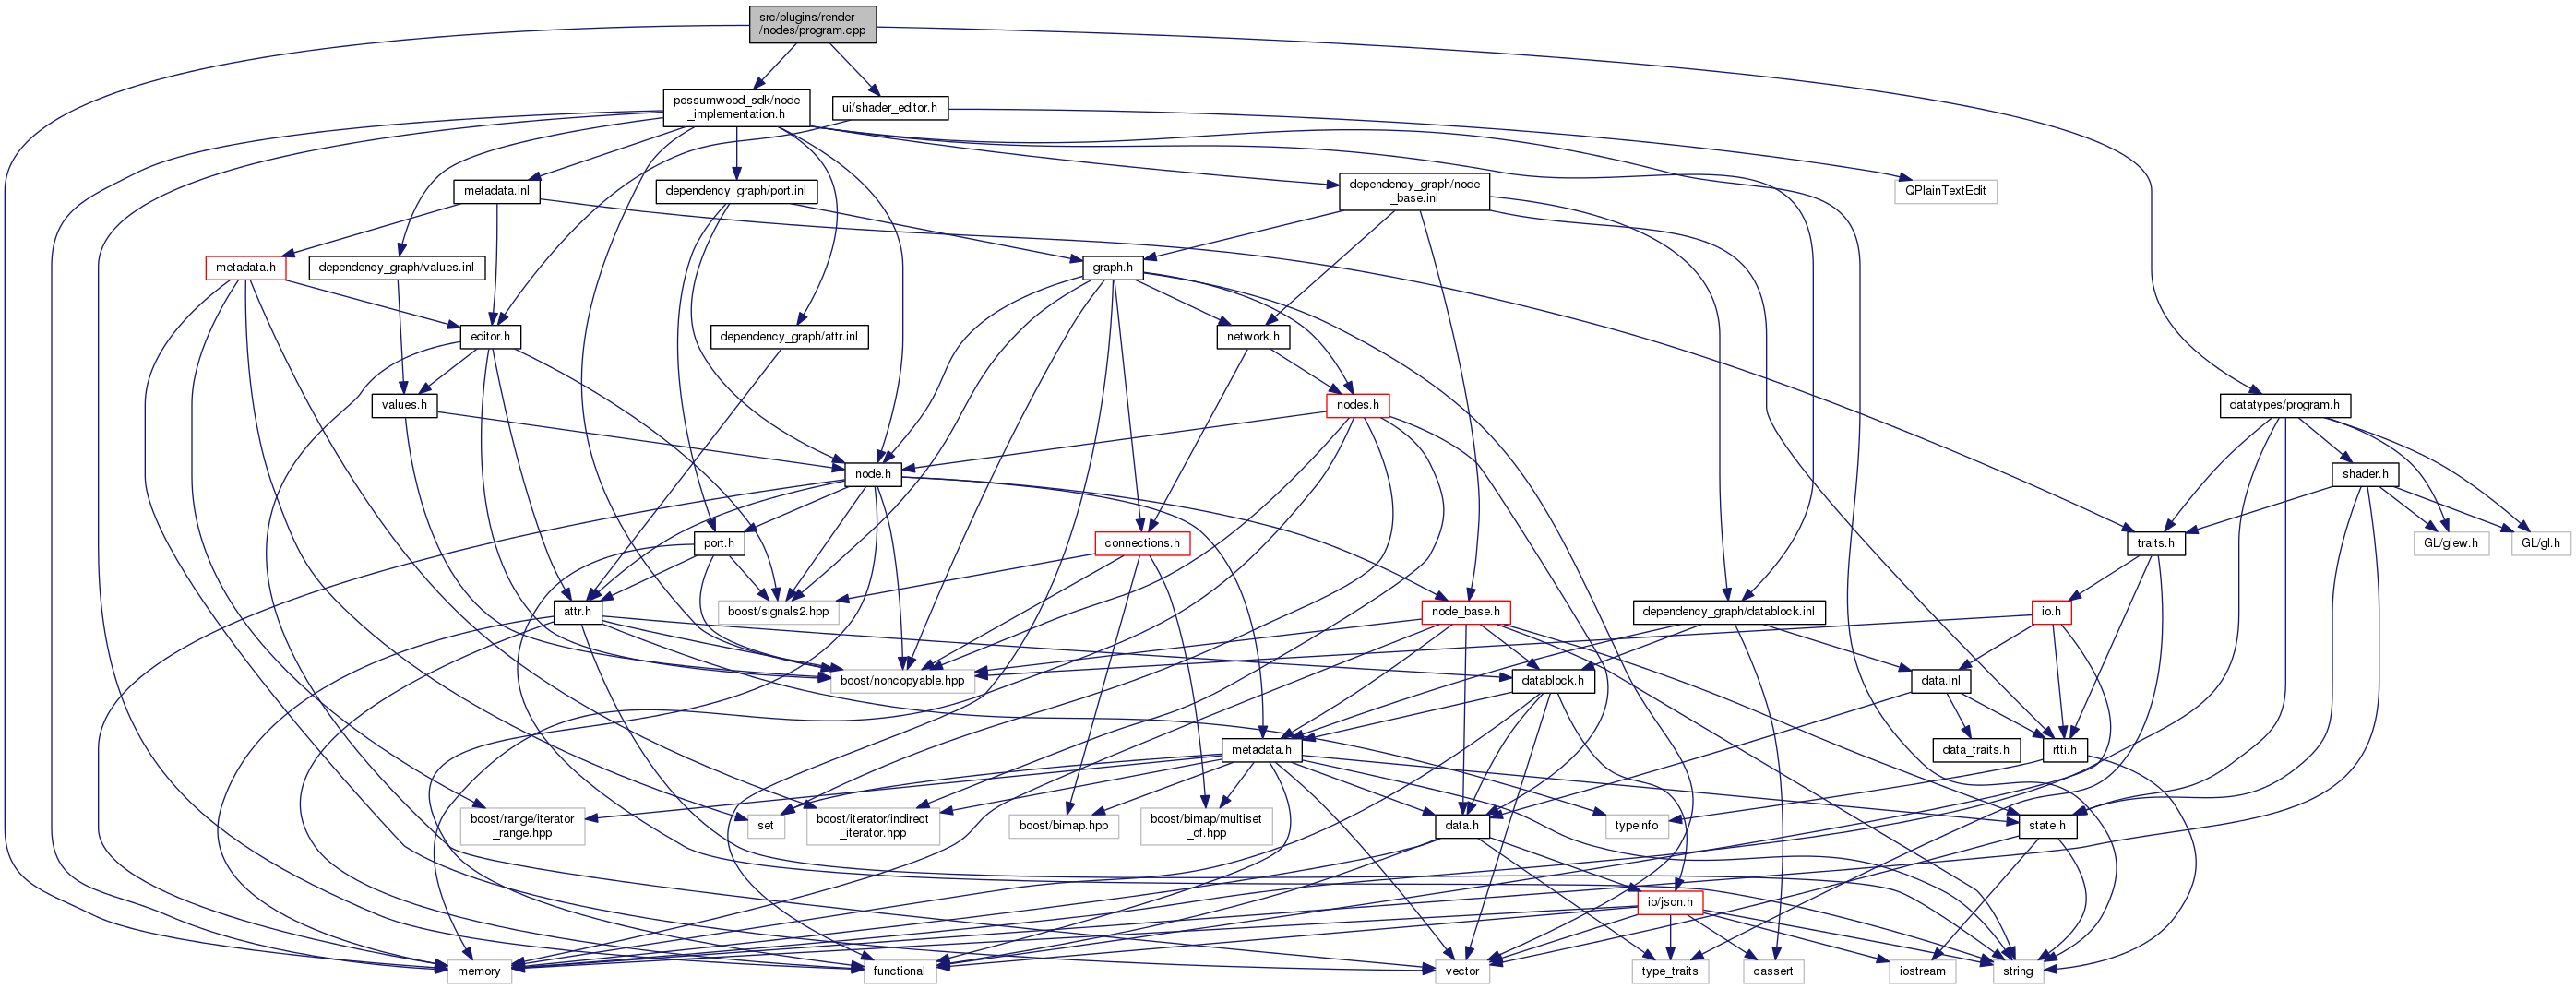 src/plugins/render
/nodes/program.cpp
possumwood_sdk/node
_implementation.h
ui/shader_editor.h
metadata.inl
dependency_graph/port.inl
dependency_graph/node
_base.inl
QPlainTextEdit
metadata.h
dependency_graph/values.inl
graph.h
editor.h
dependency_graph/attr.inl
network.h
values.h
nodes.h
datatypes/program.h
node.h
shader.h
port.h
connections.h
traits.h
GL/glew.h
GL/gl.h
attr.h
boost/signals2.hpp
node_base.h
dependency_graph/datablock.inl
io.h
boost/noncopyable.hpp
datablock.h
data.inl
metadata.h
data_traits.h
rtti.h
boost/range/iterator
_range.hpp
set
boost/iterator/indirect
_iterator.hpp
boost/bimap.hpp
boost/bimap/multiset
_of.hpp
data.h
typeinfo
state.h
io/json.h
memory
functional
vector
type_traits
cassert
iostream
string